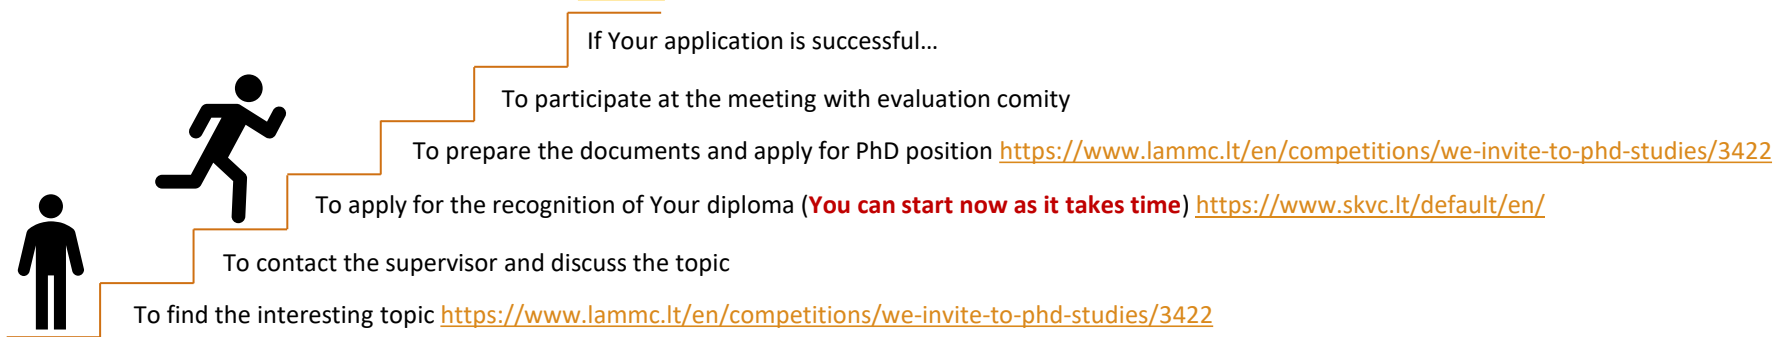 If Your application is successful…
To participate at the meeting with evaluation comity
To prepare the documents and apply for PhD position https://www.lammc.lt/en/competitions/we-invite-to-phd-studies/3422
To apply for the recognition of Your diploma (You can start now as it takes time) https://www.skvc.lt/default/en/
To contact the supervisor and discuss the topic
To find the interesting topic https://www.lammc.lt/en/competitions/we-invite-to-phd-studies/3422